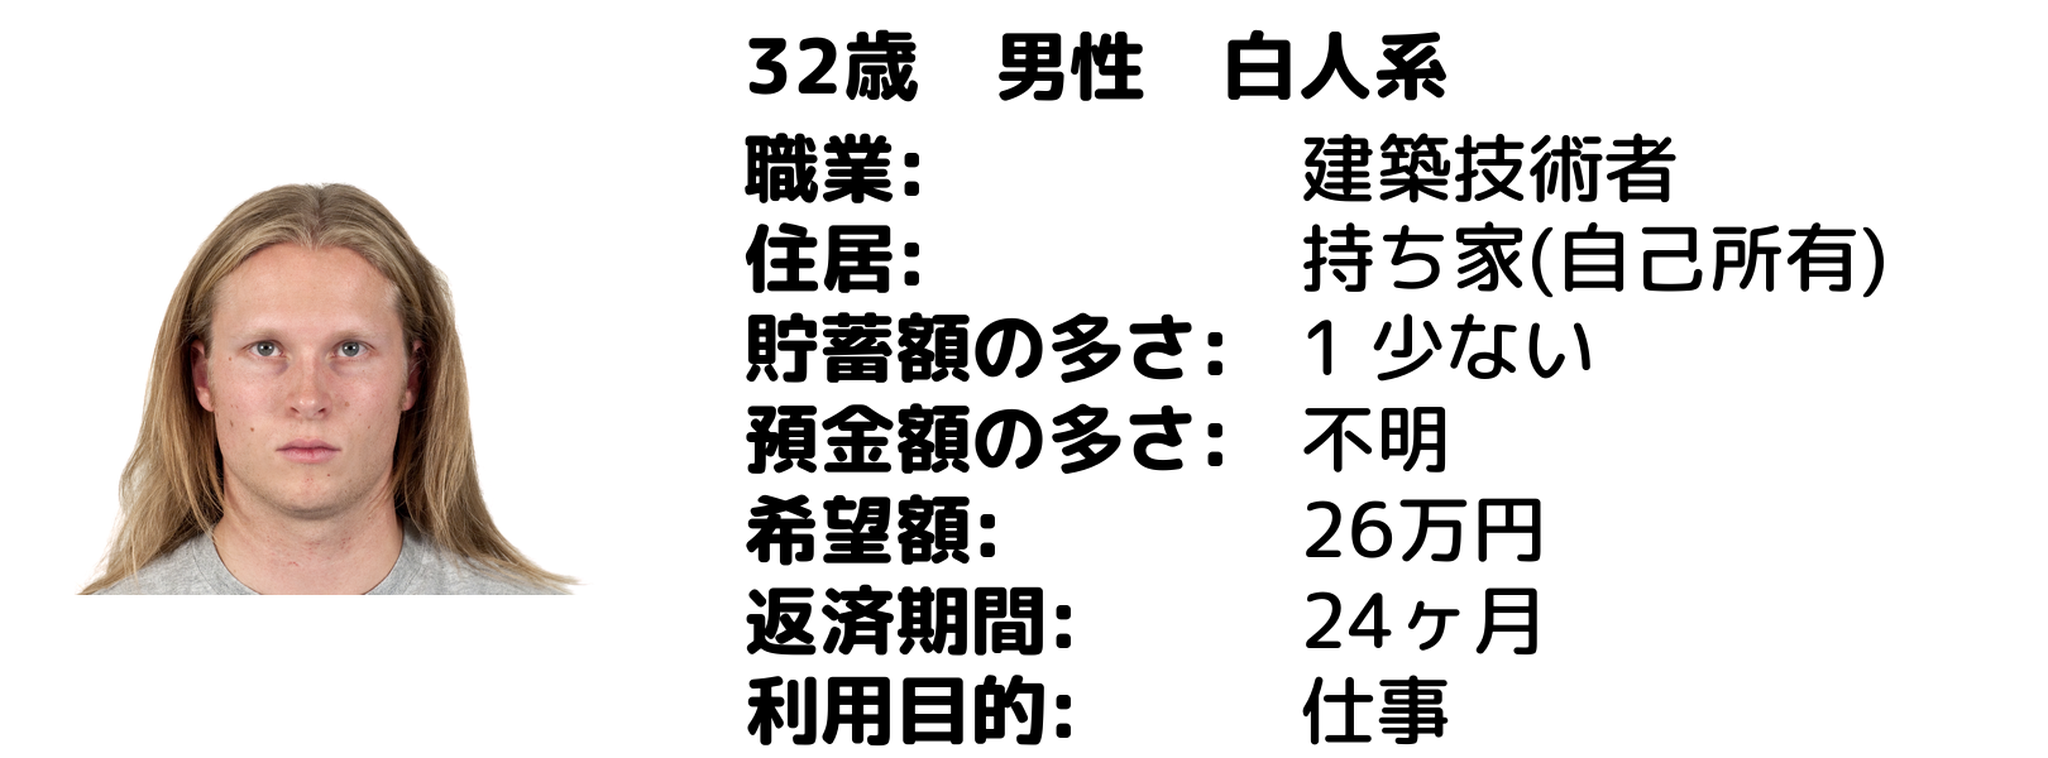 32歳　男性　白人系
職業: 建築技術者
住居: 持ち家(自己所有)
貯蓄額の多さ: 1 少ない
預金額の多さ: 不明
希望額: 26万円
返済期間: 24ヶ月
利用目的: 仕事